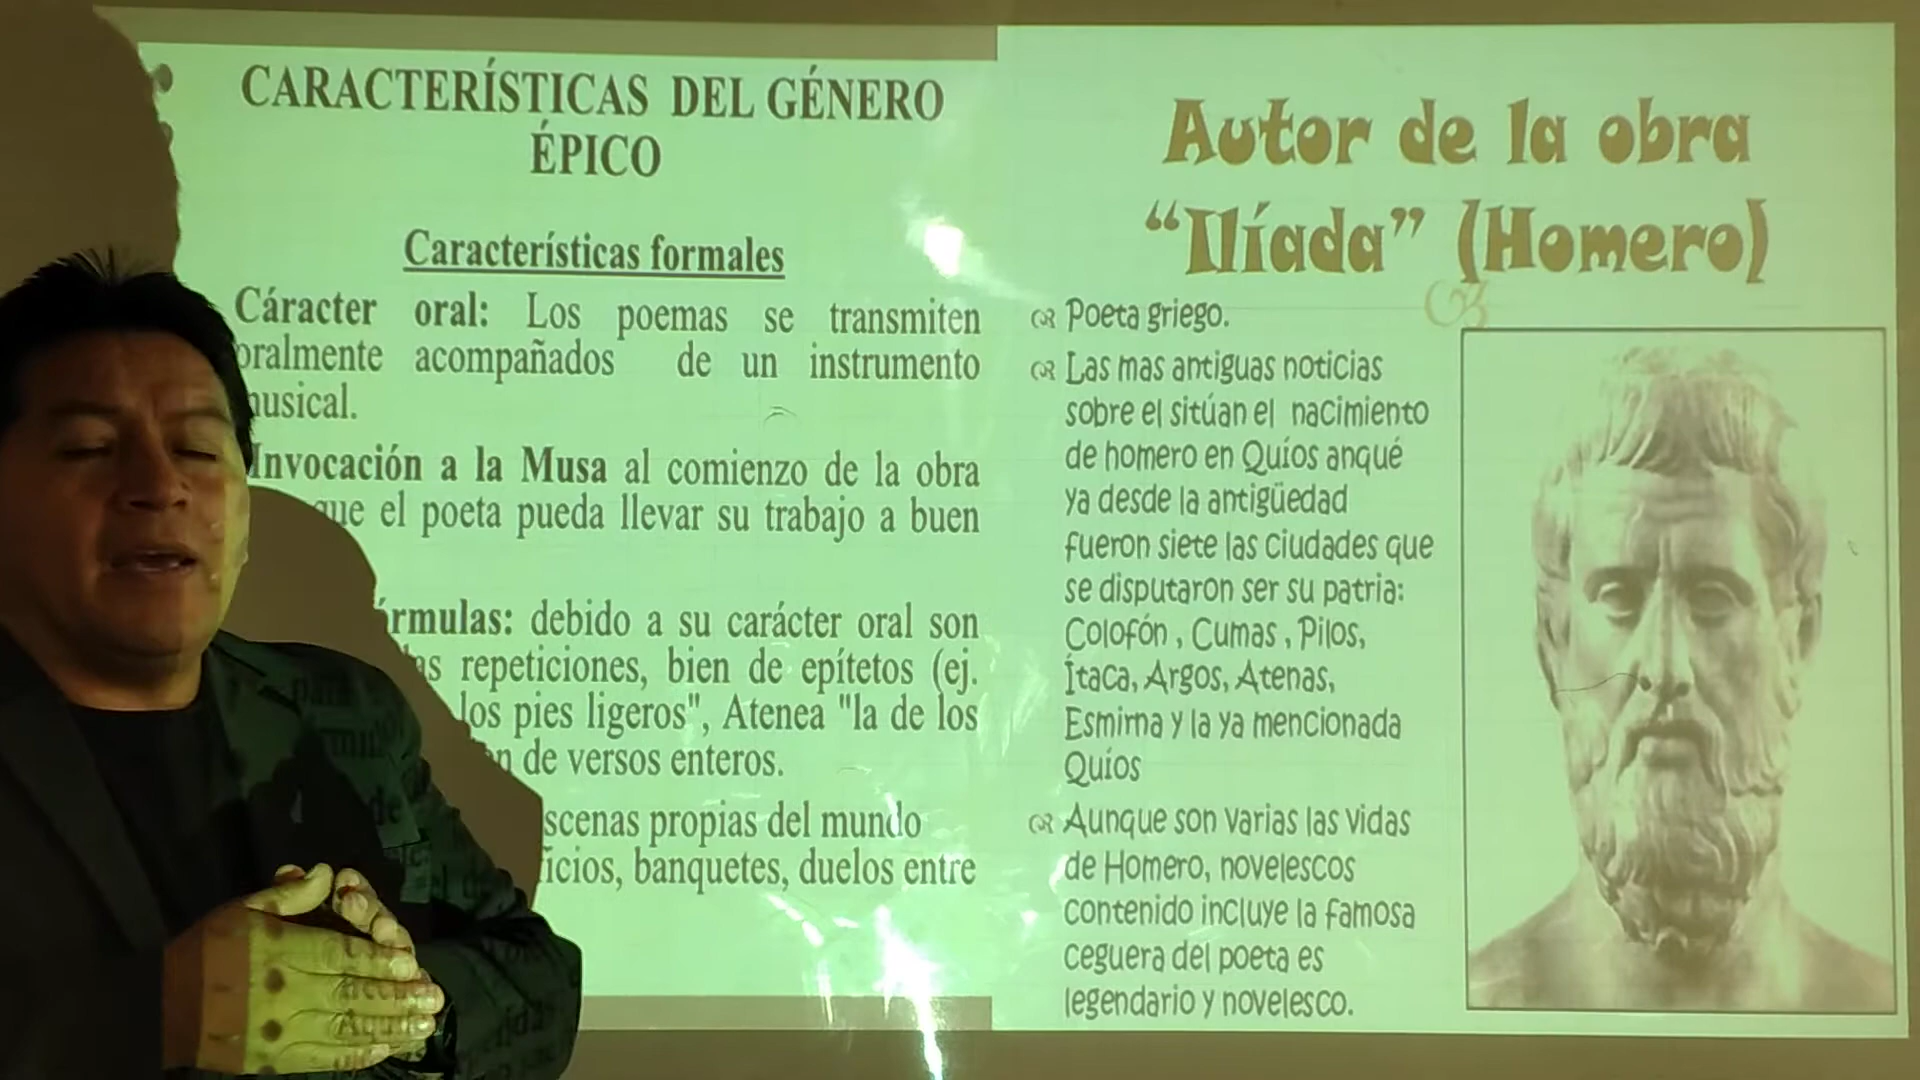 CARACTERÍSTICAS DEL GÉNERO
ÉPICO
Características formales
Cáracter oral: Los poemas se transmiten
oralmente acompañados de un instrumento
musical.
Invocación a la Musa al comienzo de la obra
que el poeta pueda llevar su trabajo a buen
repeticiones, bien de epítetos (ej.
debido a su carácter oral son
los pies ligeros", Atenea "la de los
de versos enteros.
propias del mundo
banquetes, duelos entre
Autor de la obra
“Ilíada” (Homero)
Poeta griego.
Las mas antiguas noticias
sobre el sitúan el nacimiento
de homero en Quíos anqué
ya desde la antigüedad
fueron siete las ciudades que
se disputaron ser su patria:
Colofón , Cumas , Pilos,
Ítaca, Argos, Atenas,
Esmirna y la ya mencionada
Quíos
Aunque son varias las vidas
de Homero, novelescos
contenido incluye la famosa
ceguera del poeta es
legendario y novelesco.